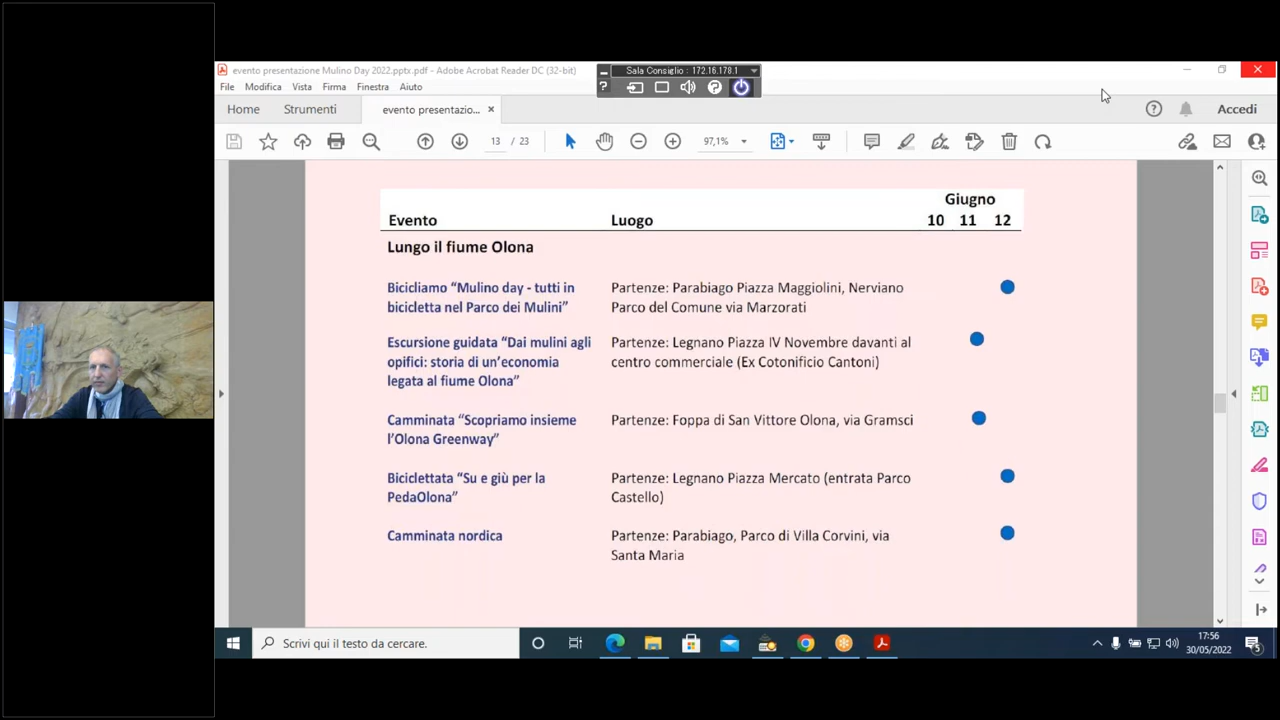 evento presentazione Mulino Day 2022.pptx.pdf - Adobe Acrobat Reader DC (32-bit)
Sala Consiglio : 172.16.178.1
File Modifica Vista Firma Finestra Aiuto
Home Strumenti evento presentazio... Accedi
13 / 23 97,1%
Giugno
Evento Luogo 10 11 12
Lungo il fiume Olona
Bicicliamo “Mulino day - tutti in
bicicletta nel Parco dei Mulini”
Partenze: Parabiago Piazza Maggiolini, Nerviano
Parco del Comune via Marzorati
Escursione guidata “Dai mulini agli
opifici: storia di un’economia
legata al fiume Olona”
Partenze: Legnano Piazza IV Novembre davanti al
centro commerciale (Ex Cotonificio Cantoni)
Camminata “Scopriamo insieme
l’Olona Greenway”
Partenze: Foppa di San Vittore Olona, via Gramsci
Biciclettata “Su e giù per la
PedaOlona”
Partenze: Legnano Piazza Mercato (entrata Parco
Castello)
Camminata nordica
Partenze: Parabiago, Parco di Villa Corvini, via
Santa Maria
Scrivi qui il testo da cercare.
17:56
30/05/2022
5